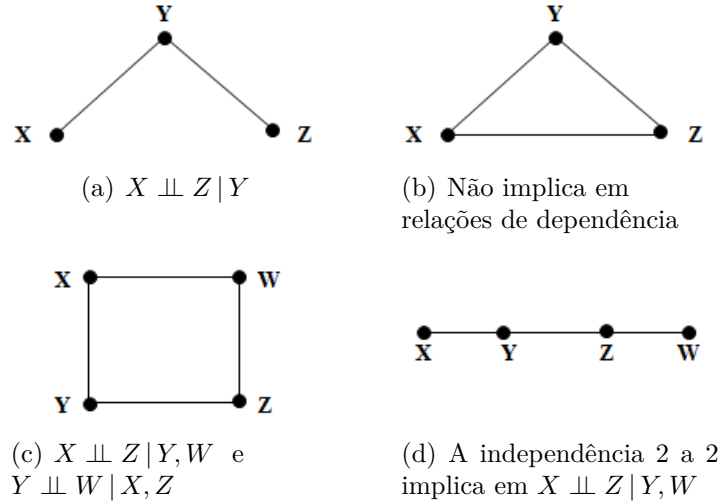 Y
X
Z
(a) X ⫫ Z | Y
Y
X
Z
(b) Não implica em
relações de dependência
X
W
Y
Z
(c) X ⫫ Z | Y, W e
Y ⫫ W | X, Z
X
Y
Z
W
(d) A independência 2 a 2
implica em X ⫫ Z | Y, W